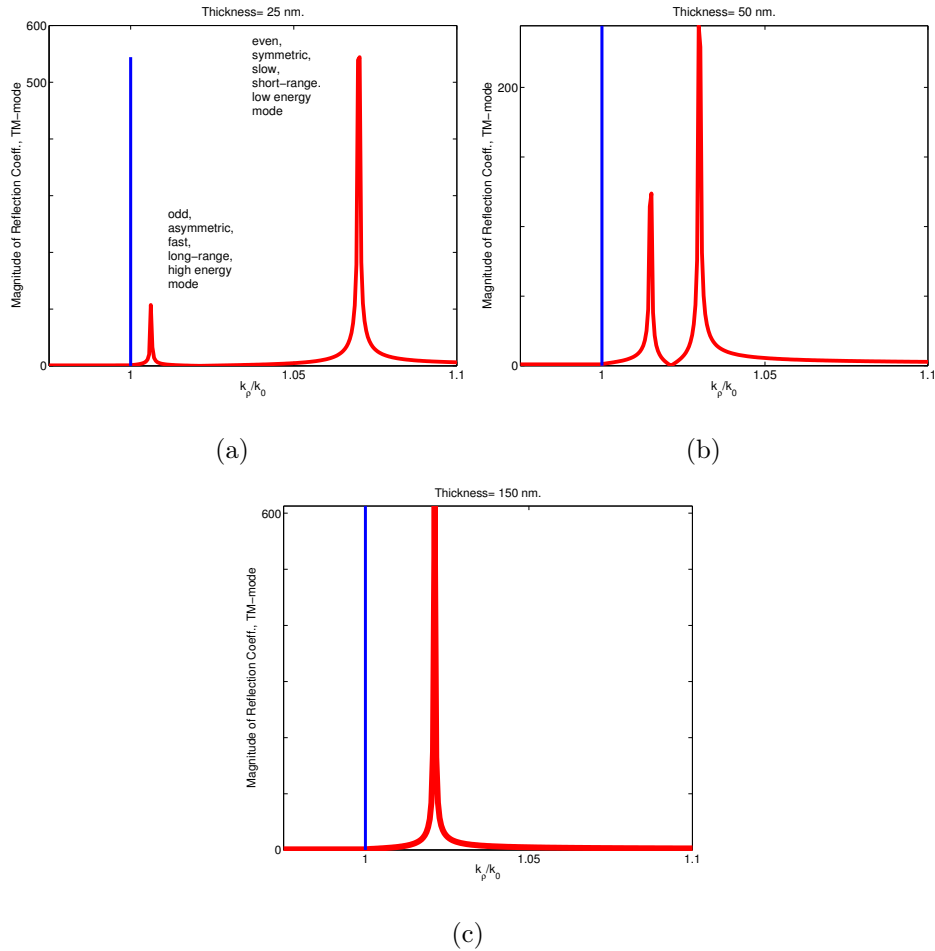 Thickness= 25 nm.
Magnitude of Reflection Coeff., TM−mode
600
500
0
even,
symmetric,
slow,
short−range.
low energy
mode
odd,
asymmetric,
fast,
long−range,
high energy
mode
1
1.05
1.1
kρ/k0
(a)
Thickness= 50 nm.
Magnitude of Reflection Coeff., TM−mode
200
0
1
1.05
1.1
kρ/k0
(b)
Thickness= 150 nm.
Magnitude of Reflection Coeff., TM−mode
600
0
1
1.05
1.1
kρ/k0
(c)